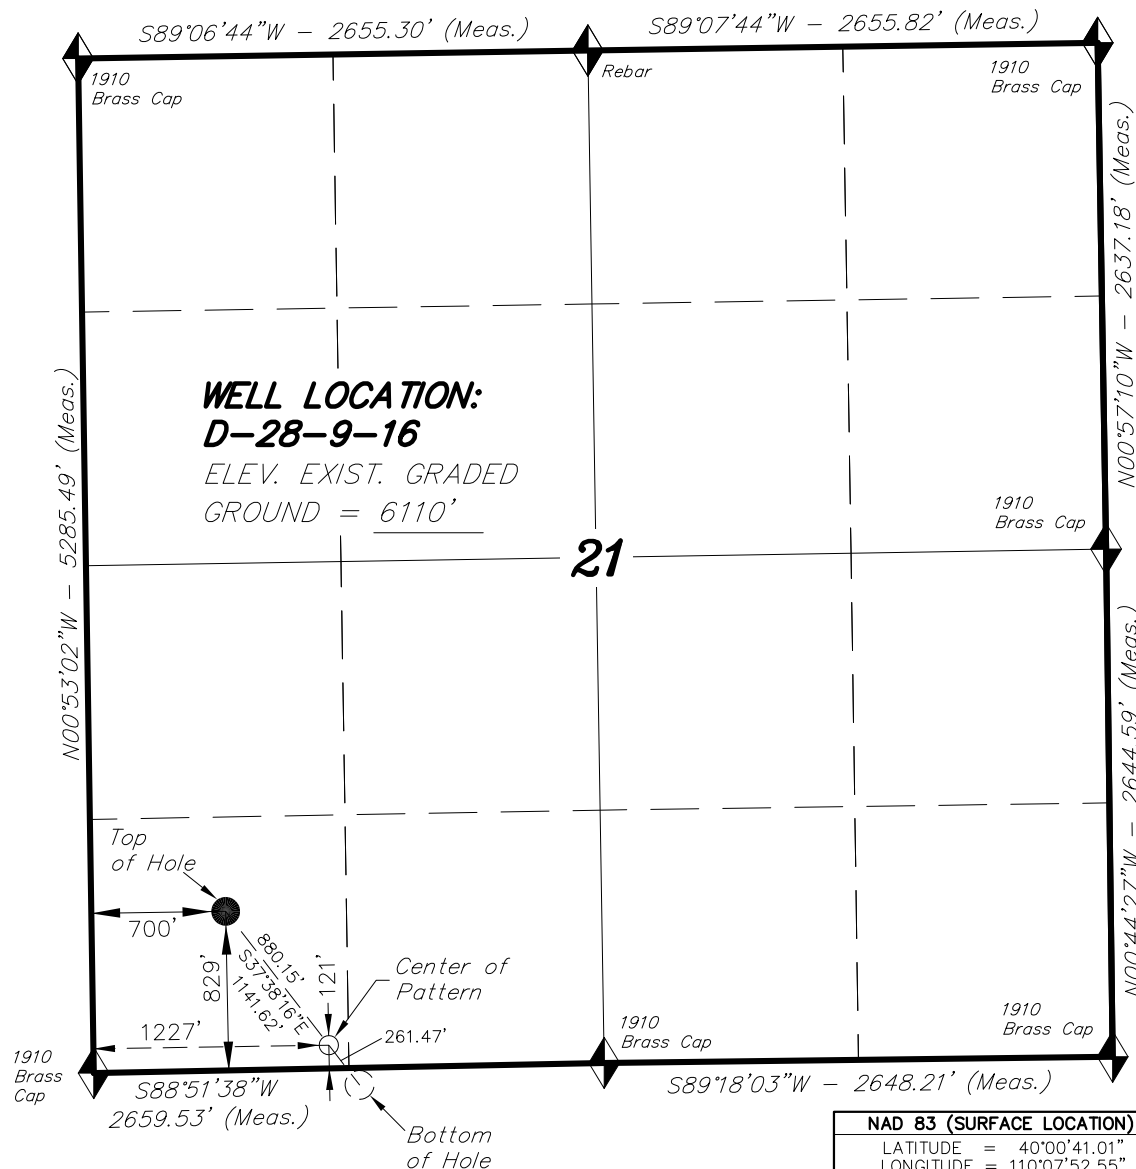 S89°06'44"W - 2655.30' (Meas.)
S89°07'44"W - 2655.82' (Meas.)
1910
Brass Cap
Rebar
1910
Brass Cap
N00°57'10"W - 2637.18' (Meas.)
N00°53'02"W - 5285.49' (Meas.)
WELL LOCATION:
D-28-9-16
ELEV. EXIST. GRADED
GROUND = 6110'
1910
Brass Cap
21
N00°44'27"W - 2644.59' (Meas.)
Top
of Hole
700'
829'
880.15'
S37°38'16"E
1141.62'
121'
Center of
Pattern
1227'
261.47'
1910
Brass Cap
1910
Brass Cap
1910
Brass
Cap
S88°51'38"W
2659.53' (Meas.)
S89°18'03"W - 2648.21' (Meas.)
Bottom
of Hole
NAD 83 (SURFACE LOCATION)
LATITUDE = 40°00'41.01"
LONGITUDE = 110°07'52.55"